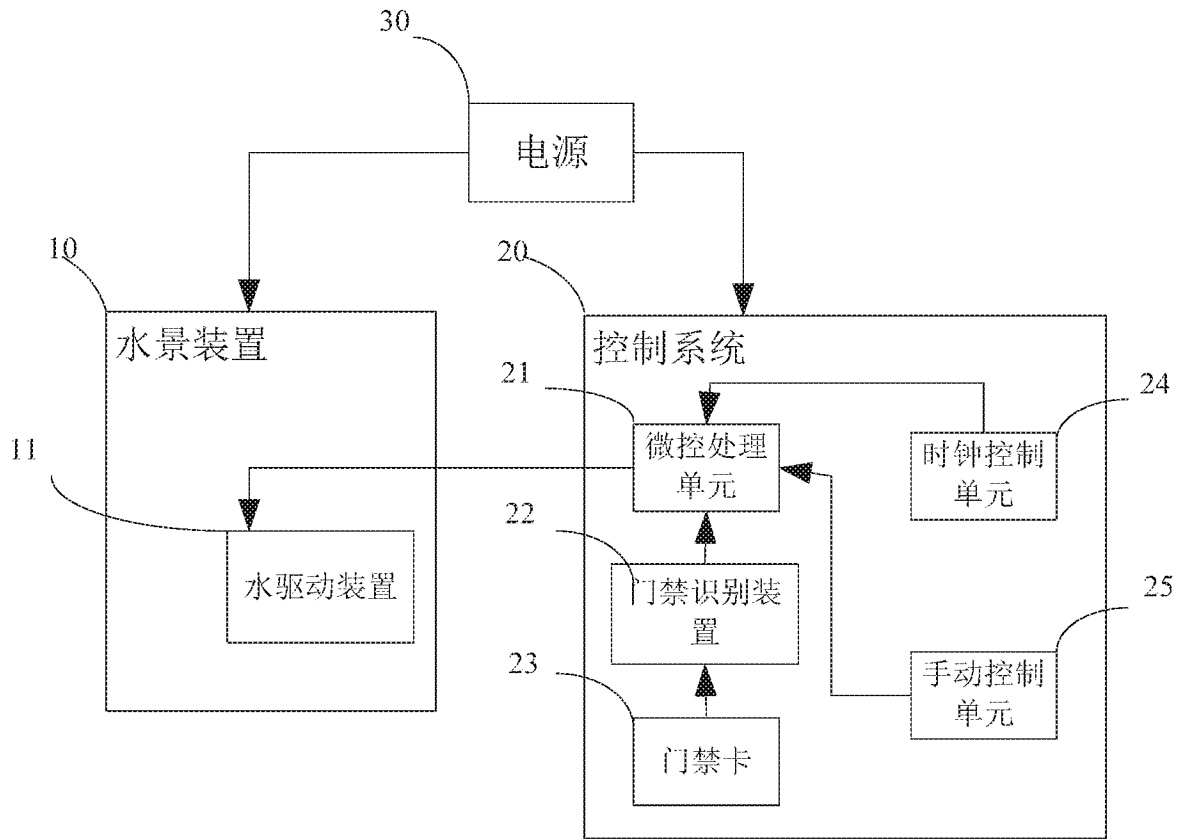 30
电源
10
20
水景装置
控制系统
21
24
11
微控处理
单元
时钟控制
单元
22
水驱动装置
门禁识别装
置
25
23
手动控制
单元
门禁卡